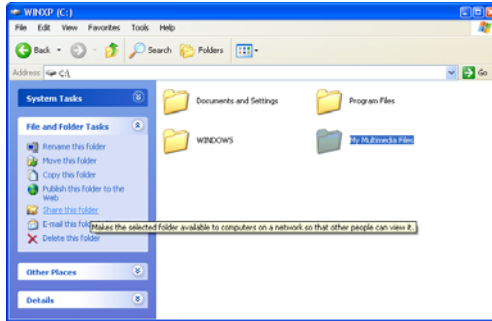 WINXP (C:)
File Edit View Favorites Tools Help
Back Search Folders
Address C:\ Go
System Tasks
Documents and Settings
Program Files
File and Folder Tasks
WINDOWS
My Multimedia Files
Rename this folder
Move this folder
Copy this folder
Publish this folder to the
Web
Share this folder
E-mail this fol
Makes the selected folder available to computers on a network so that other people can view it.
Delete this folder
Other Places
Details